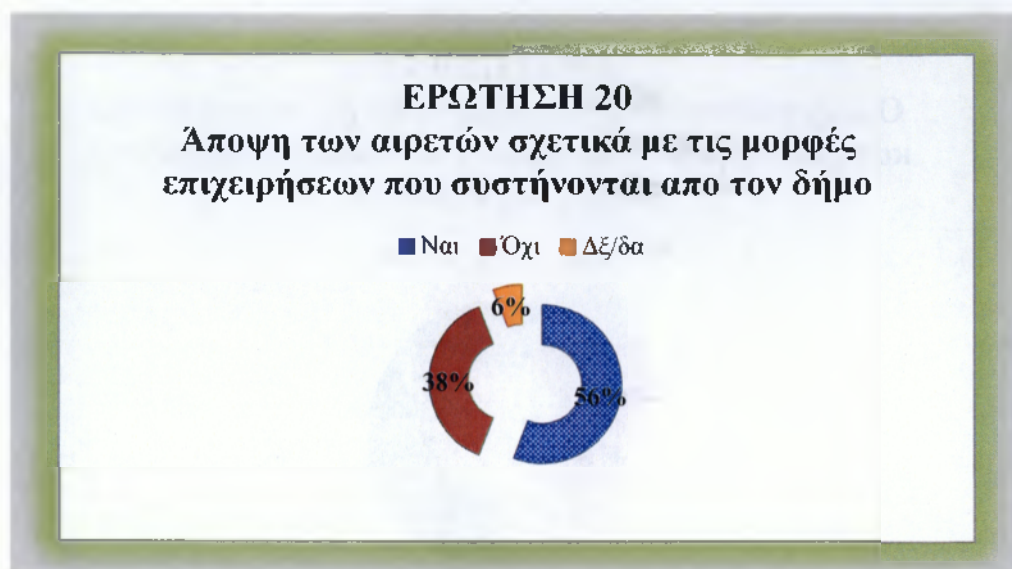 ΕΡΩΤΗΣΗ 20
Άποψη των αιρετών σχετικά με τις μορφές
επιχειρήσεων που συστήνονται απο τον δήμο
Ναι Όχι Δξ/δα
6%
38%
56%